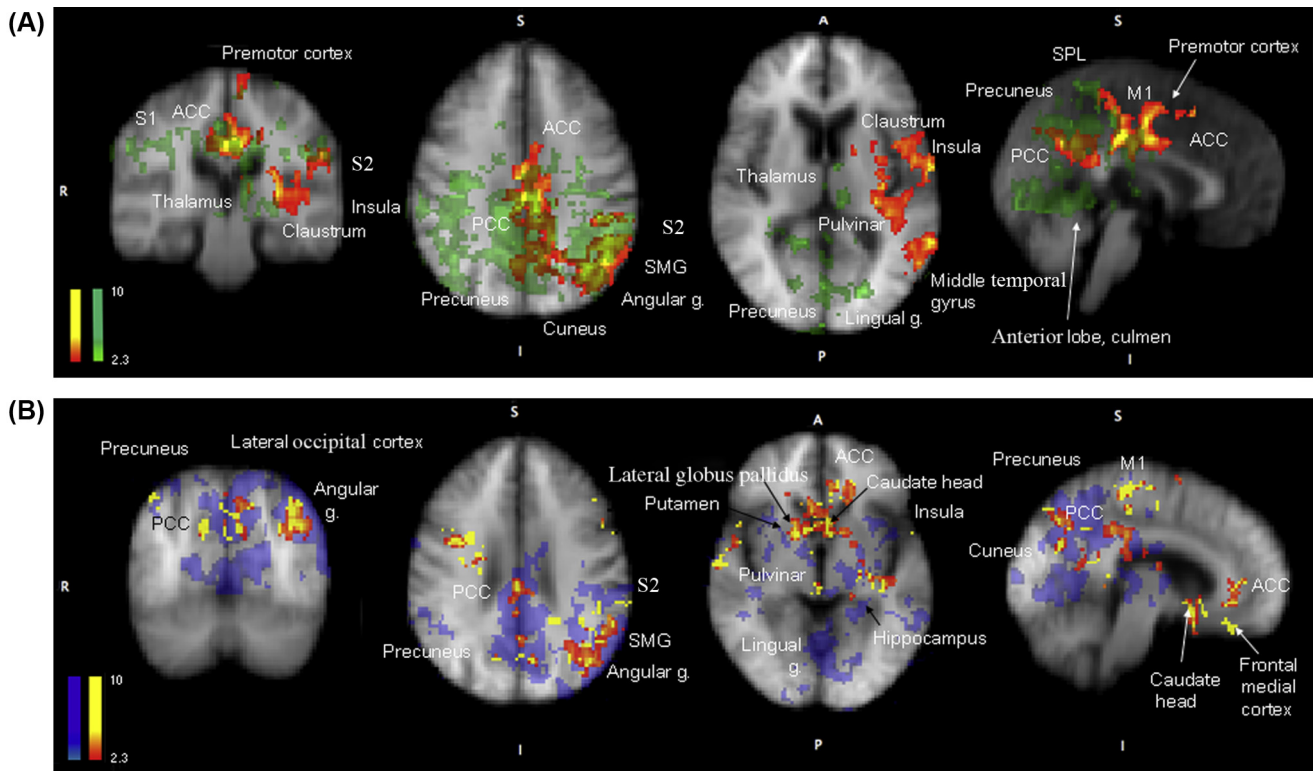 (A)
S
A
S
Premotor cortex
SPL
Premotor cortex
Precuneus
M1
S1
ACC
ACC
Claustrum
Insula
ACC
S2
PCC
R
Thalamus
Insula
Thalamus
Claustrum
PCC
S2
Pulvinar
SMG
Precuneus
Angular g.
Middle temporal
gyrus
Precuneus
Lingual g.
Cuneus
Anterior lobe, culmen
10
2.3
I
P
I
(B)
S
A
S
Precuneus
Lateral occipital cortex
ACC
Precuneus
M1
Lateral globus pallidus
Caudate head
Putamen
Insula
Angular
g.
PCC
PCC
Cuneus
R
PCC
S2
Pulvinar
ACC
SMG
Hippocampus
Precuneus
Angular g.
Lingual
g.
Caudate
head
Frontal
medial
cortex
10
2.3
I
P
I